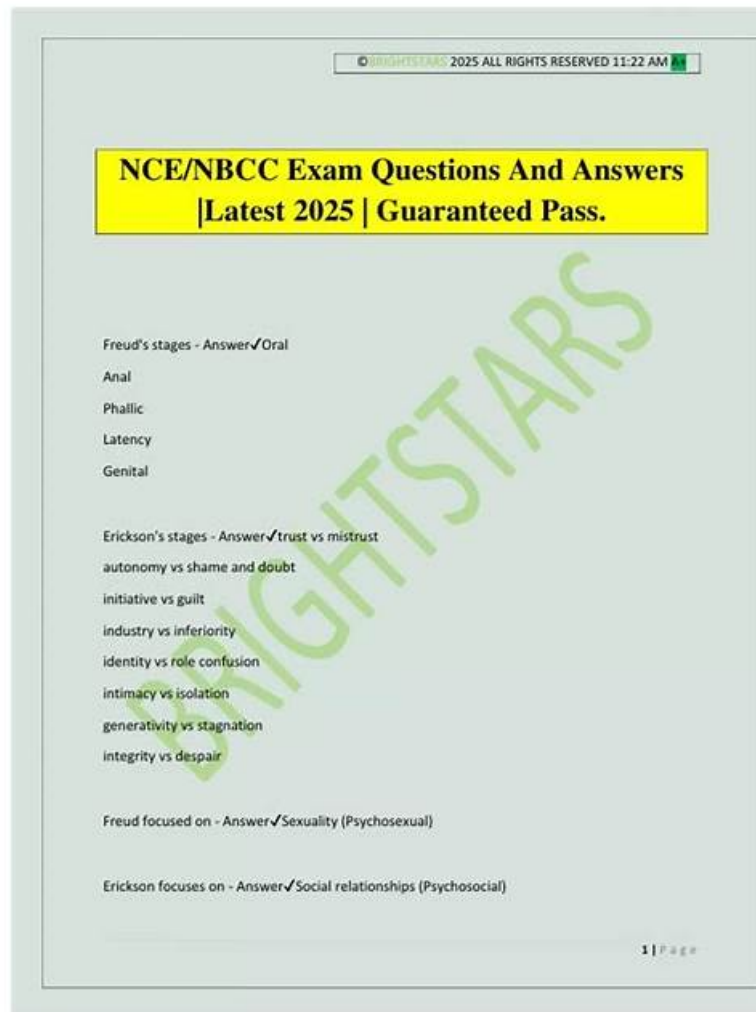 ©BRIGHTSTARS 2025 ALL RIGHTS RESERVED 11:22 AM A+
NCE/NBCC Exam Questions And Answers
|Latest 2025 | Guaranteed Pass.
Freud's stages - Answer✓Oral
Anal
Phallic
Latency
Genital
Erickson's stages - Answer✓trust vs mistrust
autonomy vs shame and doubt
initiative vs guilt
industry vs inferiority
identity vs role confusion
intimacy vs isolation
generativity vs stagnation
integrity vs despair
Freud focused on - Answer✓Sexuality (Psychosexual)
Erickson focuses on - Answer✓Social relationships (Psychosocial)
BRIGHTSTARS
1 | Page